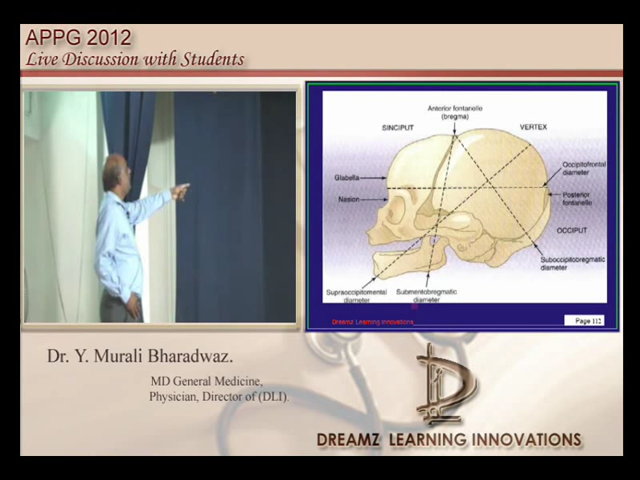 APPG 2012
Live Discussion with Students
Anterior fontanelle
(bregma)
SINCIPUT
VERTEX
Occipitofrontal
diameter
Glabella
Posterior
fontanelle
Nasion
OCCIPUT
Suboccipitobregmatic
diameter
Supraoccipitomental
diameter
Submentobregmatic
diameter
Dreamz Learning Innovations
Page 112
Dr. Y. Murali Bharadwaz.
MD General Medicine,
Physician, Director of (DLI).
DREAMZ LEARNING INNOVATIONS